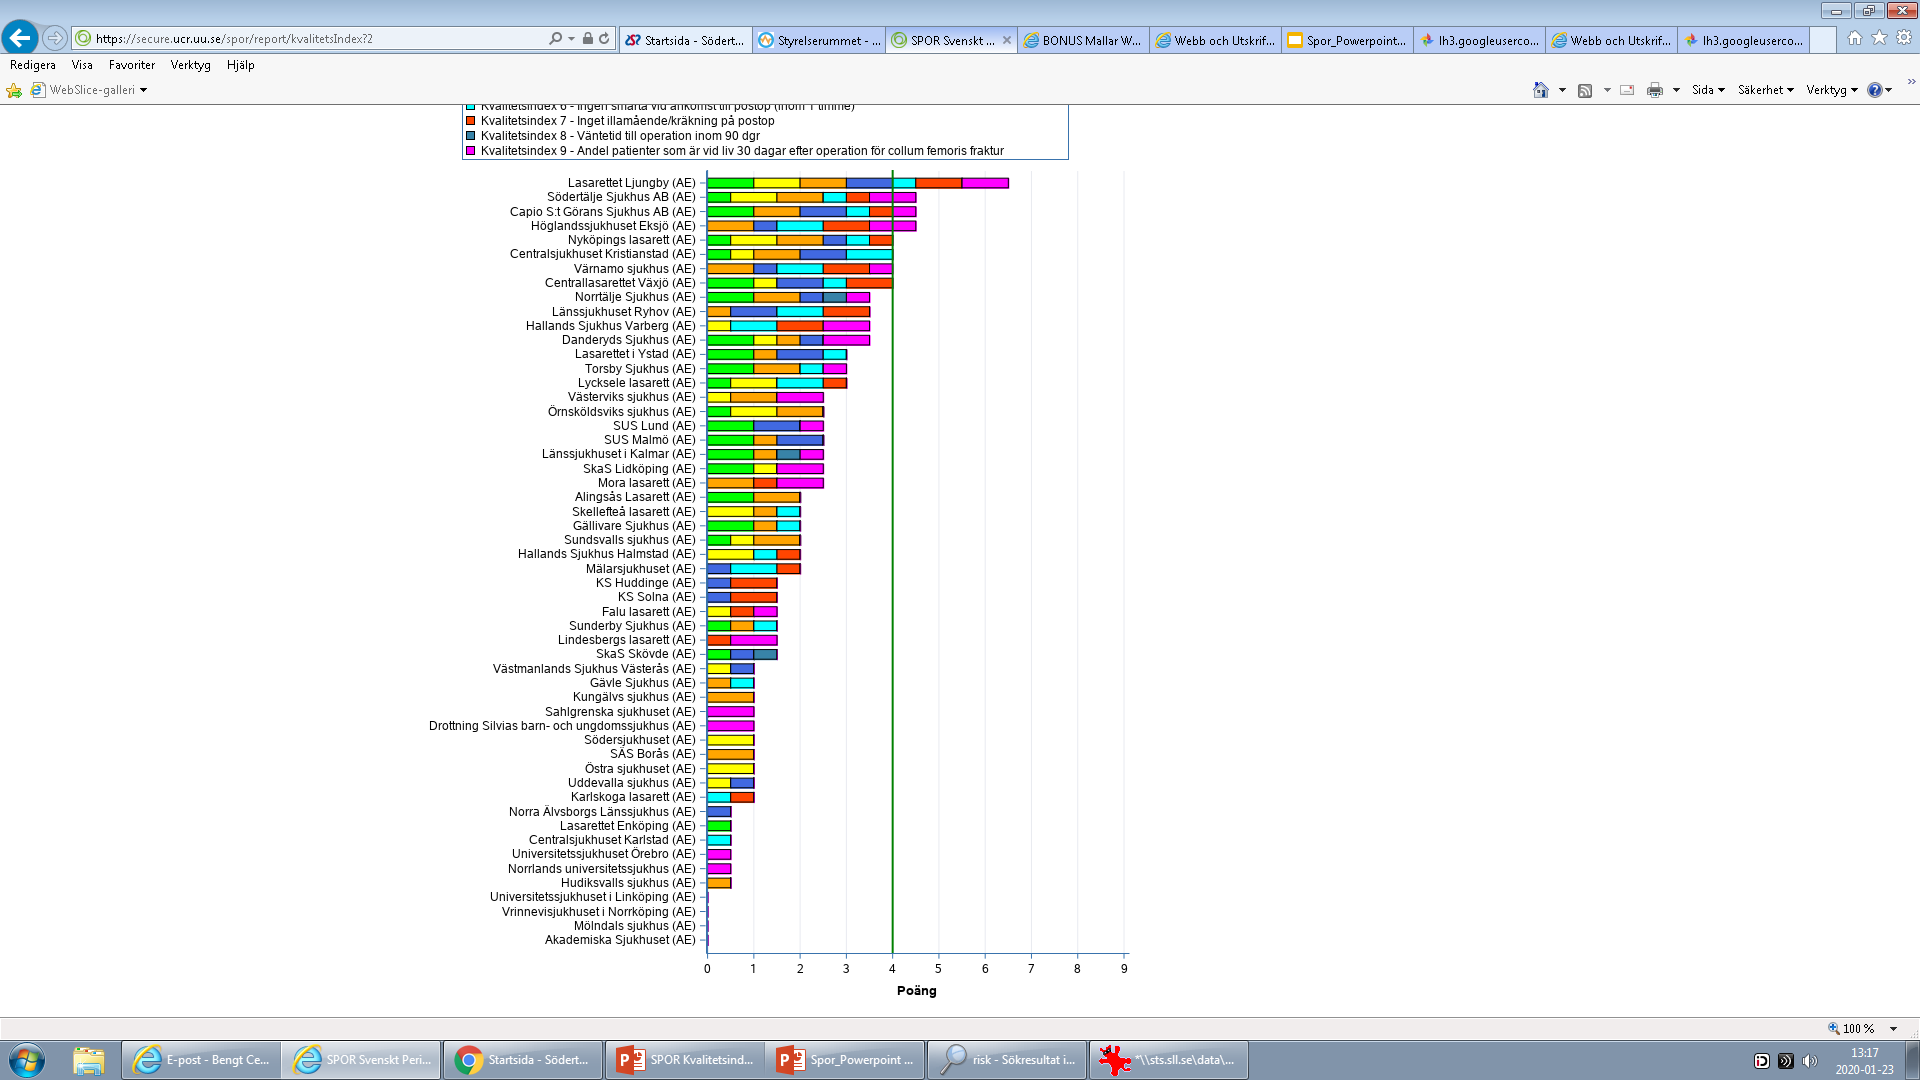 https://secure.ucr.uu.se/spor/report/kvalitetsIndex?2
Startsida - Södert...
Styrelserummet - ...
SPOR Svenskt ...
BONUS Mallar W...
Webb och Utskrif...
Spor_Powerpoint...
lh3.googleuserco...
Webb och Utskrif...
lh3.googleuserco...
Redigera Visa Favoriter Verktyg Hjälp
WebSlice-galleri
Sida Säkerhet Verktyg
Kvalitetsindex 6 - Ingen smärta vid ankomst till postop (inom 1 timme)
Kvalitetsindex 7 - Inget illamående/kräkning på postop
Kvalitetsindex 8 - Väntetid till operation inom 90 dgr
Kvalitetsindex 9 - Andel patienter som är vid liv 30 dagar efter operation för collum femoris fraktur
Lasarettet Ljungby (AE)
Södertälje Sjukhus AB (AE)
Capio S:t Görans Sjukhus AB (AE)
Höglandssjukhuset Eksjö (AE)
Nyköpings lasarett (AE)
Centralsjukhuset Kristianstad (AE)
Värnamo sjukhus (AE)
Centrallasarettet Växjö (AE)
Norrtälje Sjukhus (AE)
Länssjukhuset Ryhov (AE)
Hallands Sjukhus Varberg (AE)
Danderyds Sjukhus (AE)
Lasarettet i Ystad (AE)
Torsby Sjukhus (AE)
Lycksele lasarett (AE)
Västerviks sjukhus (AE)
Örnsköldsviks sjukhus (AE)
SUS Lund (AE)
SUS Malmö (AE)
Länssjukhuset i Kalmar (AE)
SkaS Lidköping (AE)
Mora lasarett (AE)
Alingsås Lasarett (AE)
Skellefteå lasarett (AE)
Gällivare Sjukhus (AE)
Sundsvalls sjukhus (AE)
Hallands Sjukhus Halmstad (AE)
Mälarsjukhuset (AE)
KS Huddinge (AE)
KS Solna (AE)
Falu lasarett (AE)
Sunderby Sjukhus (AE)
Lindesbergs lasarett (AE)
SkaS Skövde (AE)
Västmanlands Sjukhus Västerås (AE)
Gävle Sjukhus (AE)
Kungälvs sjukhus (AE)
Sahlgrenska sjukhuset (AE)
Drottning Silvias barn- och ungdomssjukhus (AE)
Södersjukhuset (AE)
SÄS Borås (AE)
Östra sjukhuset (AE)
Uddevalla sjukhus (AE)
Karlskoga lasarett (AE)
Norra Älvsborgs Länssjukhus (AE)
Lasarettet Enköping (AE)
Centralsjukhuset Karlstad (AE)
Universitetssjukhuset Örebro (AE)
Norrlands universitetssjukhus (AE)
Hudiksvalls sjukhus (AE)
Universitetssjukhuset i Linköping (AE)
Vrinnevisjukhuset i Norrköping (AE)
Mölndals sjukhus (AE)
Akademiska Sjukhuset (AE)
0 1 2 3 4 5 6 7 8 9
Poäng
100 %
E-post - Bengt Ce...
SPOR Svenskt Peri...
Startsida - Södert...
SPOR Kvalitetsind...
Spor_Powerpoint ...
risk - Sökresultat i...
*\\sts.sll.se\data\...
13:17
2020-01-23